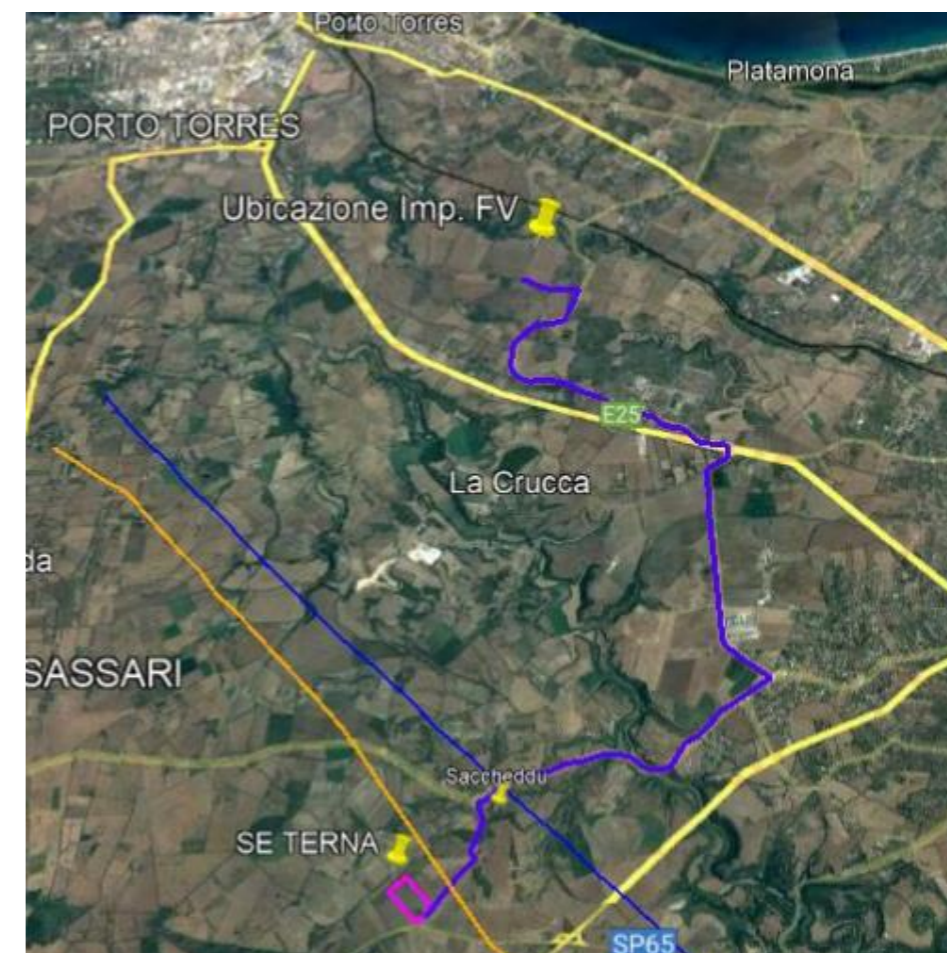 Porto Torres
Platamona
PORTO TORRES
Ubicazione Imp. FV
E25
La Crucca
da
SASSARI
Saccheddu
SE TERNA
SP65